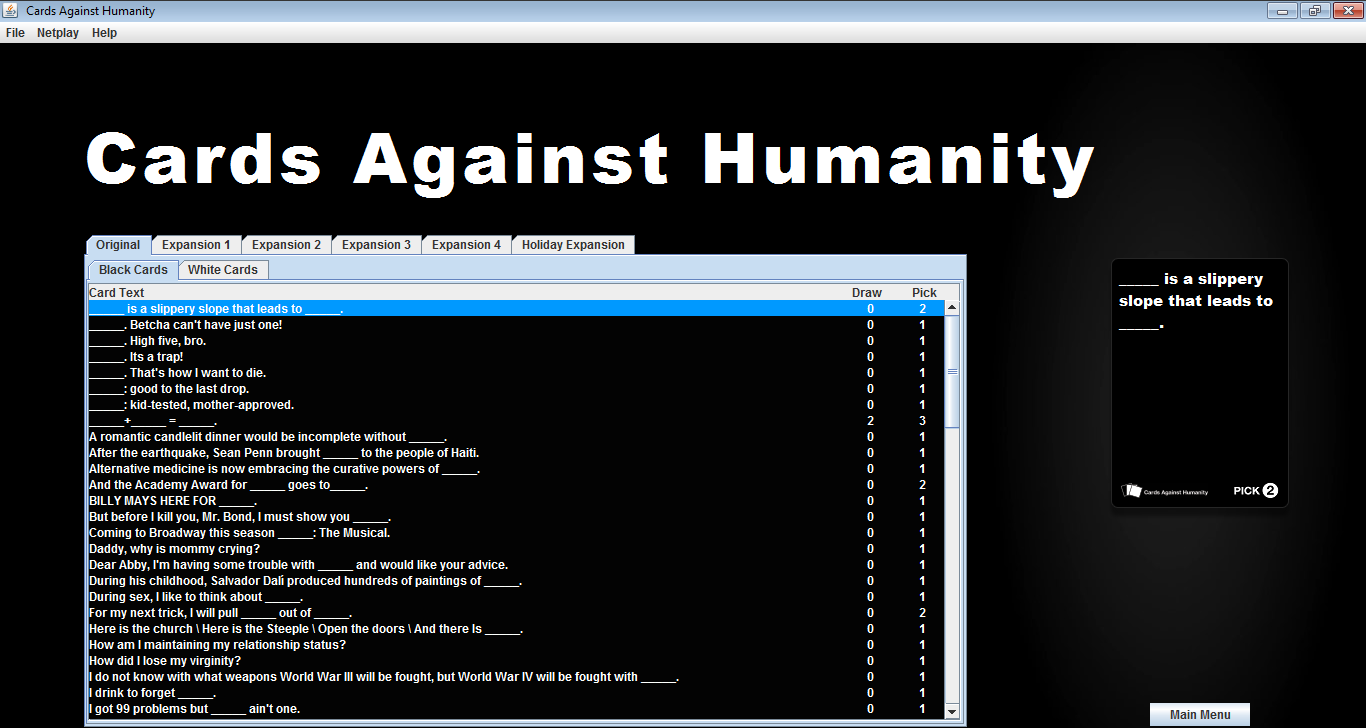 Cards Against Humanity
File Netplay Help
Cards Against Humanity
Original Expansion 1 Expansion 2 Expansion 3 Expansion 4 Holiday Expansion
Black Cards White Cards
Card Text Draw Pick
_____ is a slippery slope that leads to _____. 0 2
_____. Betcha can't have just one! 0 1
_____. High five, bro. 0 1
_____. Its a trap! 0 1
_____. That's how I want to die. 0 1
_____: good to the last drop. 0 1
_____: kid-tested, mother-approved. 0 1
_____+_____ = _____. 2 3
A romantic candlelit dinner would be incomplete without _____. 0 1
After the earthquake, Sean Penn brought _____ to the people of Haiti. 0 1
Alternative medicine is now embracing the curative powers of _____. 0 1
And the Academy Award for _____ goes to_____. 0 2
BILLY MAYS HERE FOR _____. 0 1
But before I kill you, Mr. Bond, I must show you _____. 0 1
Coming to Broadway this season _____: The Musical. 0 1
Daddy, why is mommy crying? 0 1
Dear Abby, I'm having some trouble with _____ and would like your advice. 0 1
During his childhood, Salvador Dalí produced hundreds of paintings of _____. 0 1
During sex, I like to think about _____. 0 1
For my next trick, I will pull _____ out of _____. 0 2
Here is the church \ Here is the Steeple \ Open the doors \ And there Is _____. 0 1
How am I maintaining my relationship status? 0 1
How did I lose my virginity? 0 1
I do not know with what weapons World War III will be fought, but World War IV will be fought with _____. 0 1
I drink to forget _____. 0 1
I got 99 problems but _____ ain't one. 0 1
_____ is a slippery
slope that leads to
_____.
Cards Against Humanity PICK 2
Main Menu